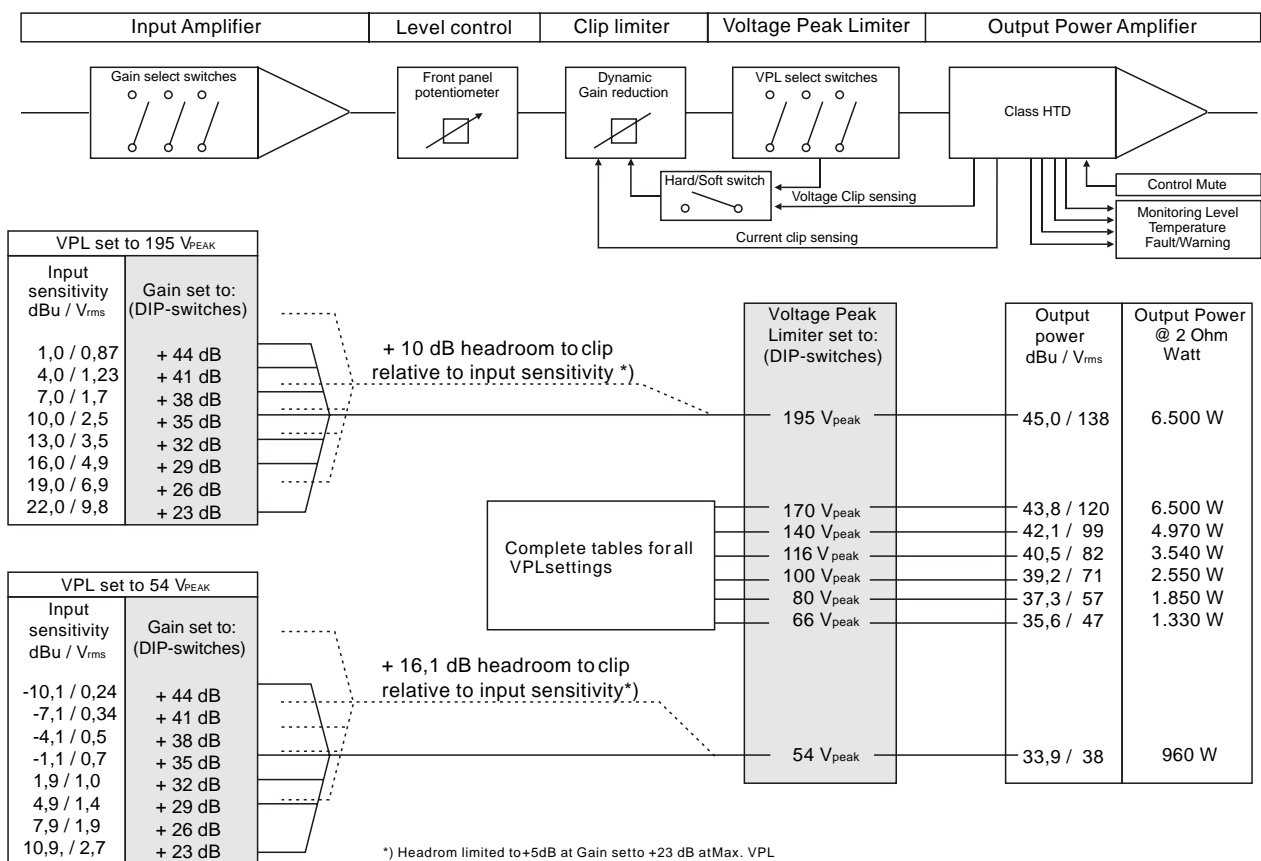 Input Amplifier
Level control
Clip limiter
Voltage Peak Limiter
Output Power Amplifier
Gain select switches
Front panel
potentiometer
Dynamic
Gain reduction
VPL select switches
Class HTD
Hard/Soft switch
Voltage Clip sensing
Current clip sensing
Control Mute
Monitoring Level
Temperature
Fault/Warning
VPL set to 195 VPEAK
Input
sensitivity
dBu / Vrms
Gain set to:
(DIP-switches)
1,0 / 0,87 + 44 dB
4,0 / 1,23 + 41 dB
7,0 / 1,7 + 38 dB
10,0 / 2,5 + 35 dB
13,0 / 3,5 + 32 dB
16,0 / 4,9 + 29 dB
19,0 / 6,9 + 26 dB
22,0 / 9,8 + 23 dB
+ 10 dB headroom to clip
relative to input sensitivity *)
Voltage Peak
Limiter set to:
(DIP-switches)
Output
power
dBu / Vrms
Output Power
@ 2 Ohm
Watt
195 Vpeak 45,0 / 138 6.500 W
Complete tables for all
VPL settings
170 Vpeak 43,8 / 120 6.500 W
140 Vpeak 42,1 / 99 4.970 W
116 Vpeak 40,5 / 82 3.540 W
100 Vpeak 39,2 / 71 2.550 W
80 Vpeak 37,3 / 57 1.850 W
66 Vpeak 35,6 / 47 1.330 W
VPL set to 54 VPEAK
Input
sensitivity
dBu / Vrms
Gain set to:
(DIP-switches)
-10,1 / 0,24 + 44 dB
-7,1 / 0,34 + 41 dB
-4,1 / 0,5 + 38 dB
-1,1 / 0,7 + 35 dB
1,9 / 1,0 + 32 dB
4,9 / 1,4 + 29 dB
7,9 / 1,9 + 26 dB
10,9, / 2,7 + 23 dB
+ 16,1 dB headroom to clip
relative to input sensitivity*)
54 Vpeak 33,9 / 38 960 W
*) Headrom limited to +5dB at Gain setto +23 dB atMax. VPL